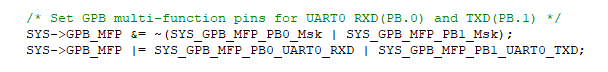 /* Set GPB multi-function pins for UART0 RXD(PB.0) and TXD(PB.1) */
SYS->GPB_MFP &= ~(SYS_GPB_MFP_PB0_Msk | SYS_GPB_MFP_PB1_Msk);
SYS->GPB_MFP |= SYS_GPB_MFP_PB0_UART0_RXD | SYS_GPB_MFP_PB1_UART0_TXD;